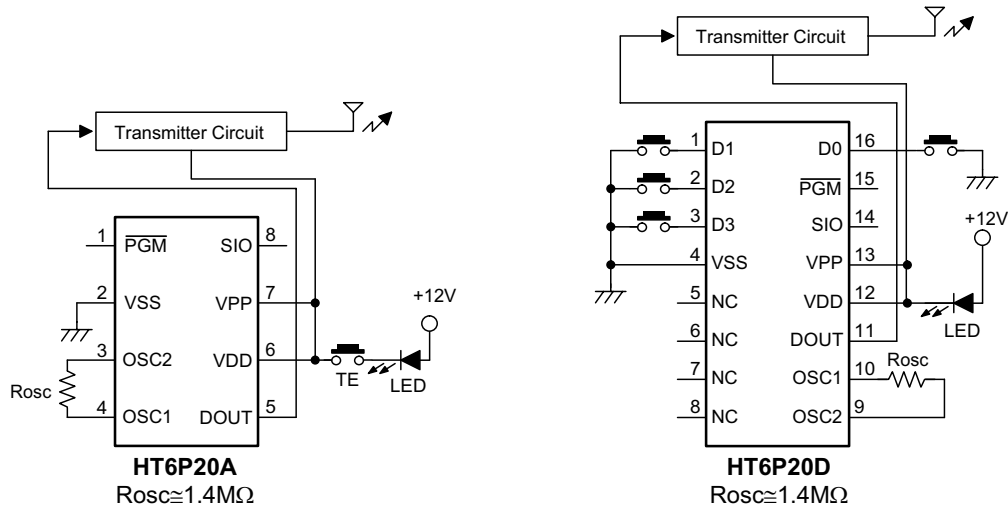 Transmitter Circuit
1 PGM SIO 8
2 VSS VPP 7
3 OSC2 VDD 6
4 OSC1 DOUT 5
Rosc
TE
LED
+12V
HT6P20A
Rosc≅1.4MΩ
Transmitter Circuit
1 D1 D0 16
2 D2 PGM 15
3 D3 SIO 14
4 VSS VPP 13
5 NC VDD 12
6 NC DOUT 11
7 NC OSC1 10
8 NC OSC2 9
+12V
LED
Rosc
HT6P20D
Rosc≅1.4MΩ